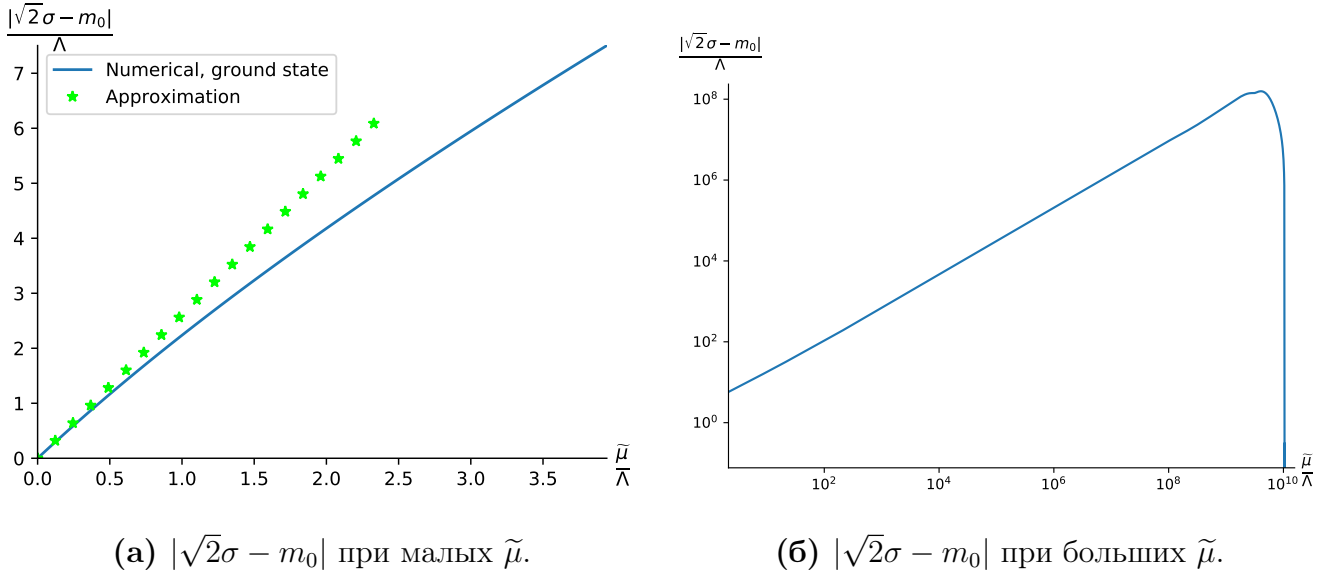 |√2σ − m₀|
Λ
7
6
5
4
3
2
1
0
Numerical, ground state
Approximation
0.0 0.5 1.0 1.5 2.0 2.5 3.0 3.5
μ̃
Λ
(а) |√2σ − m₀| при малых μ̃.
|√2σ − m₀|
Λ
10⁸
10⁶
10⁴
10²
10⁰
10² 10⁴ 10⁶ 10⁸ 10¹⁰
μ̃
Λ
(б) |√2σ − m₀| при больших μ̃.